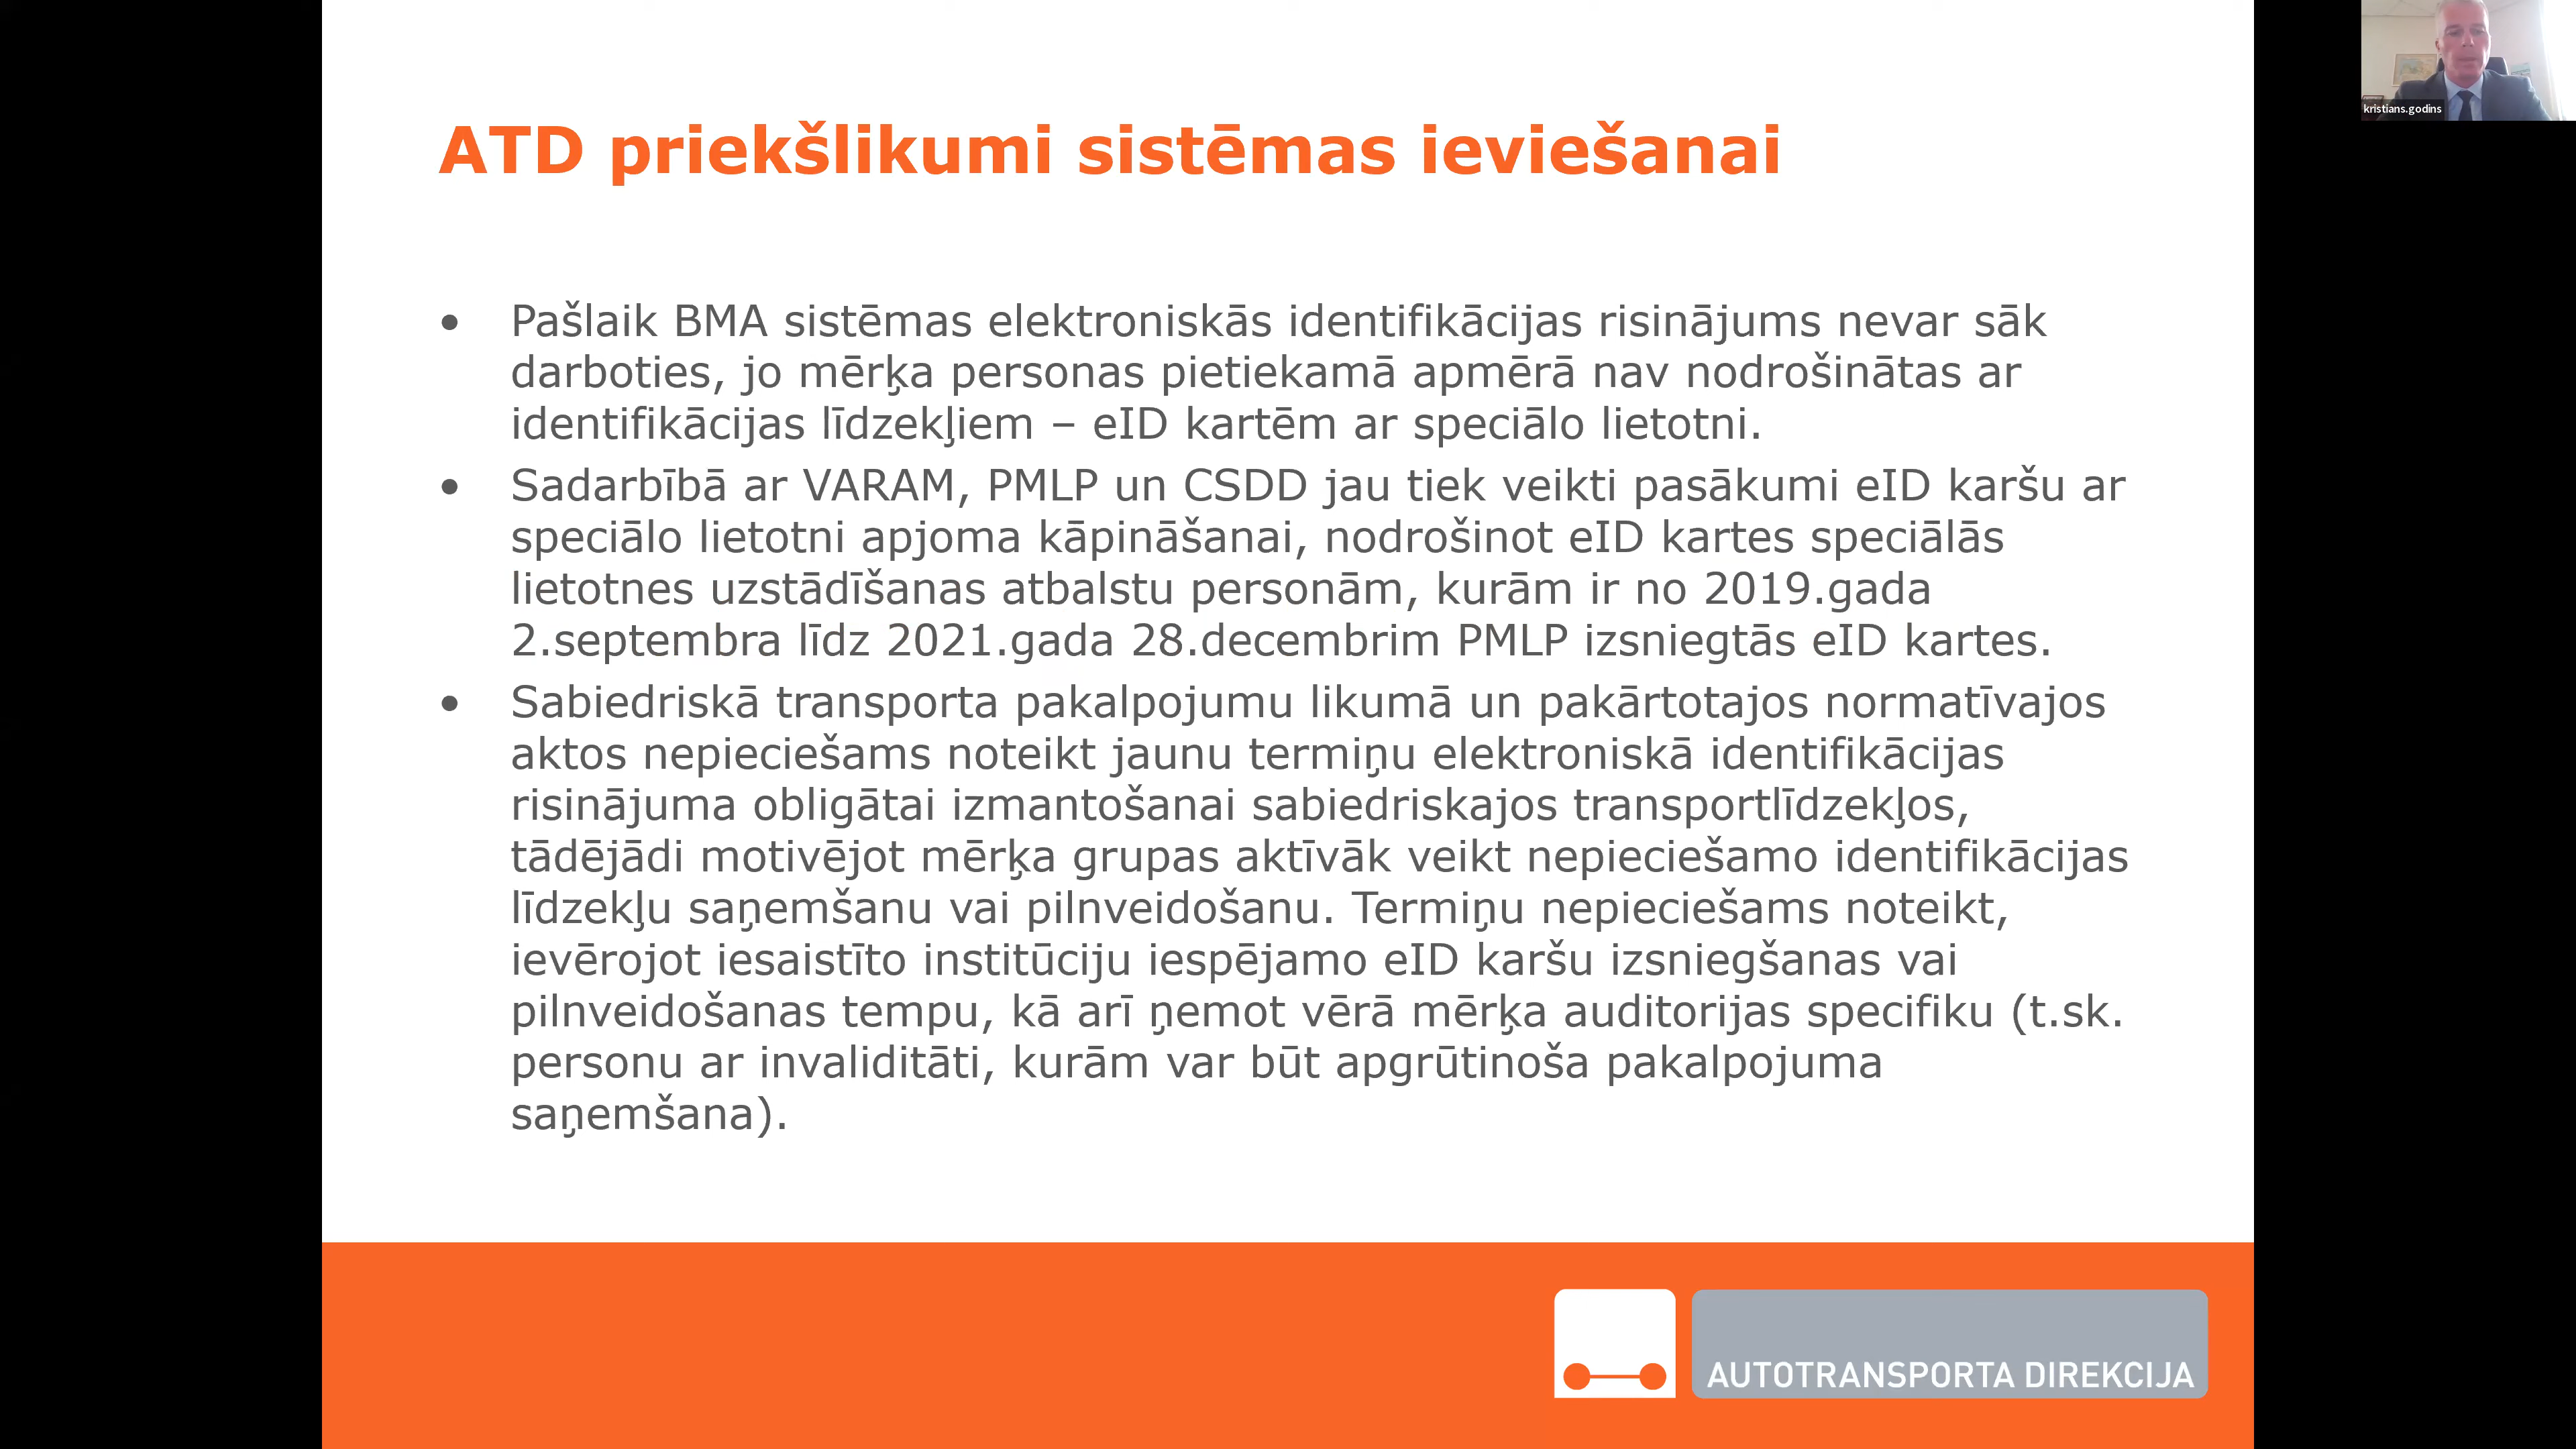 ATD priekšlikumi sistēmas ieviešanai
kristians.godins
• Pašlaik BMA sistēmas elektroniskās identifikācijas risinājums nevar sāk
darboties, jo mērķa personas pietiekamā apmērā nav nodrošinātas ar
identifikācijas līdzekļiem – eID kartēm ar speciālo lietotni.
• Sadarbībā ar VARAM, PMLP un CSDD jau tiek veikti pasākumi eID karšu ar
speciālo lietotni apjoma kāpināšanai, nodrošinot eID kartes speciālās
lietotnes uzstādīšanas atbalstu personām, kurām ir no 2019.gada
2.septembra līdz 2021.gada 28.decembrim PMLP izsniegtās eID kartes.
• Sabiedriskā transporta pakalpojumu likumā un pakārtotajos normatīvajos
aktos nepieciešams noteikt jaunu termiņu elektroniskā identifikācijas
risinājuma obligātai izmantošanai sabiedriskajos transportlīdzekļos,
tādējādi motivējot mērķa grupas aktīvāk veikt nepieciešamo identifikācijas
līdzekļu saņemšanu vai pilnveidošanu. Termiņu nepieciešams noteikt,
ievērojot iesaistīto institūciju iespējamo eID karšu izsniegšanas vai
pilnveidošanas tempu, kā arī ņemot vērā mērķa auditorijas specifiku (t.sk.
personu ar invaliditāti, kurām var būt apgrūtinoša pakalpojuma
saņemšana).
AUTOTRANSPORTA DIREKCIJA